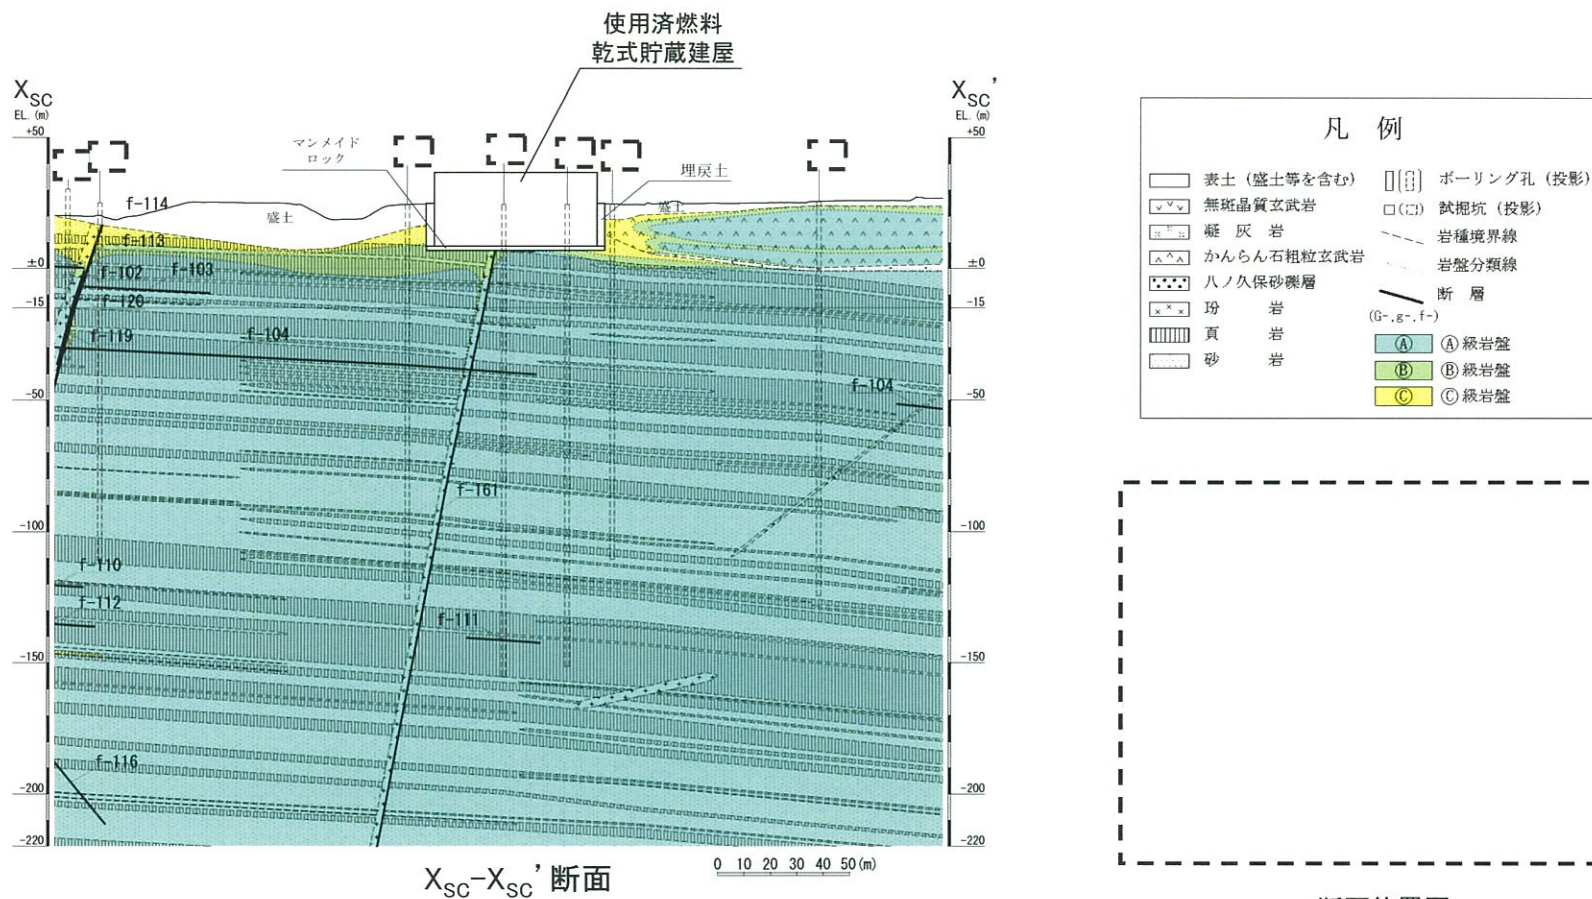 使用済燃料
乾式貯蔵建屋
X_SC
EL. (m)
X_SC'
EL. (m)
+50
±0
-15
-50
-100
-150
-200
-220
+50
±0
-15
-50
-100
-150
-200
-220
マンメイド
ロック
埋戻土
盛土
盛土
f-114
f-113
f-102
f-103
f-120
f-119
f-104
f-104
f-161
f-110
f-112
f-111
f-116
X_SC-X_SC' 断面
0 10 20 30 40 50(m)
凡 例
表土 (盛土等を含む)
無斑晶質玄武岩
凝 灰 岩
かんらん石粗粒玄武岩
八ノ久保砂礫層
玢 岩
頁 岩
砂 岩
ボーリング孔 (投影)
試掘坑 (投影)
岩種境界線
岩盤分類線
断 層
(G-,g-,f-)
Ⓐ Ⓐ級岩盤
Ⓑ Ⓑ級岩盤
Ⓒ Ⓒ級岩盤